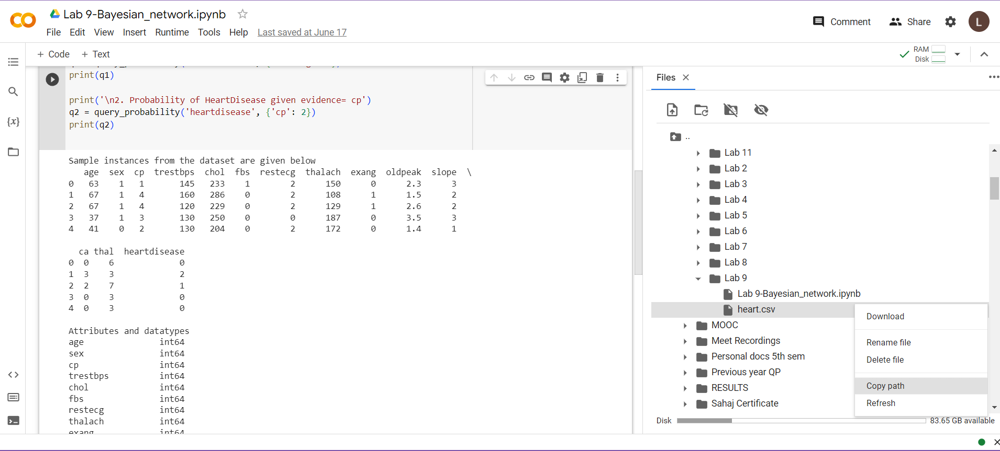 Lab 9-Bayesian_network.ipynb
File Edit View Insert Runtime Tools Help Last saved at June 17
Comment Share L
+ Code + Text
RAM
Disk
print(q1)
print('\n2. Probability of HeartDisease given evidence= cp')
q2 = query_probability('heartdisease', {'cp': 2})
print(q2)
{x}
Sample instances from the dataset are given below
age sex cp trestbps chol fbs restecg thalach exang oldpeak slope \
0 63 1 1 145 233 1 2 150 0 2.3 3
1 67 1 4 160 286 0 2 108 1 1.5 2
2 67 1 4 120 229 0 2 129 1 2.6 2
3 37 1 3 130 250 0 0 187 0 3.5 3
4 41 0 2 130 204 0 2 172 0 1.4 1
ca thal heartdisease
0 0 6 0
1 3 3 2
2 2 7 1
3 0 3 0
4 0 3 0
Attributes and datatypes
age int64
sex int64
cp int64
trestbps int64
chol int64
fbs int64
restecg int64
thalach int64
exang int64
Files
..
Lab 11
Lab 2
Lab 3
Lab 4
Lab 5
Lab 6
Lab 7
Lab 8
Lab 9
Lab 9-Bayesian_network.ipynb
heart.csv
MOOC
Meet Recordings
Personal docs 5th sem
Previous year QP
RESULTS
Sahaj Certificate
Download
Rename file
Delete file
Copy path
Refresh
Disk 83.65 GB available